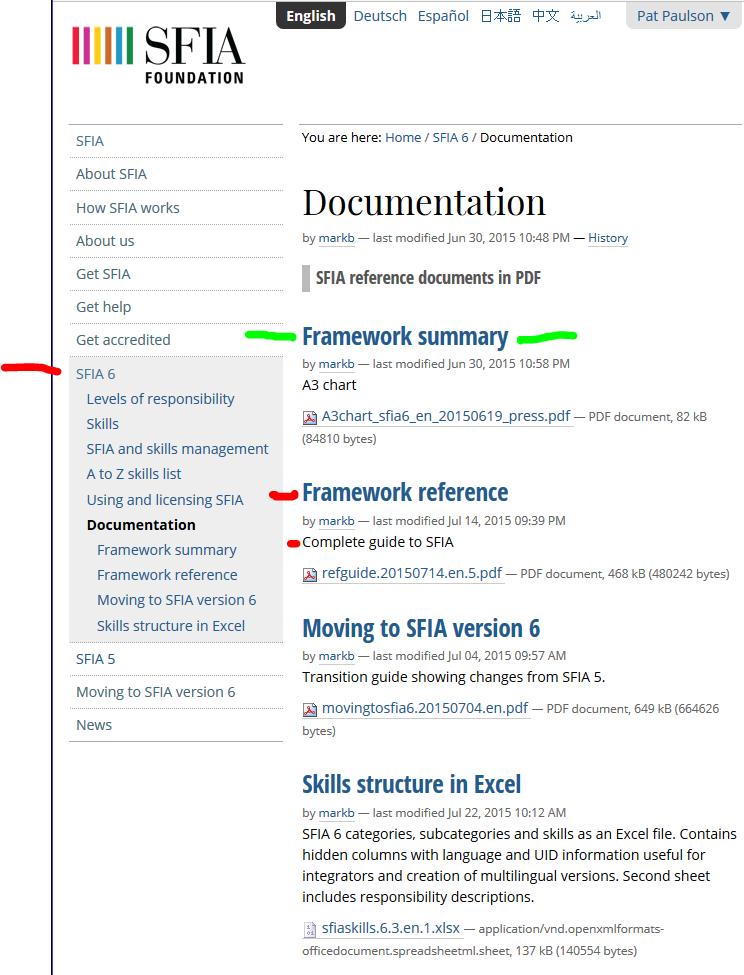 English Deutsch Español 日本語 中文 العربية Pat Paulson ▼
SFIA
FOUNDATION
SFIA
About SFIA
How SFIA works
About us
Get SFIA
Get help
Get accredited
SFIA 6
Levels of responsibility
Skills
SFIA and skills management
A to Z skills list
Using and licensing SFIA
Documentation
Framework summary
Framework reference
Moving to SFIA version 6
Skills structure in Excel
SFIA 5
Moving to SFIA version 6
News
You are here: Home / SFIA 6 / Documentation
Documentation
by markb — last modified Jun 30, 2015 10:48 PM — History
SFIA reference documents in PDF
Framework summary
by markb — last modified Jun 30, 2015 10:58 PM
A3 chart
A3chart_sfia6_en_20150619_press.pdf — PDF document, 82 kB
(84810 bytes)
Framework reference
by markb — last modified Jul 14, 2015 09:39 PM
Complete guide to SFIA
refguide.20150714.en.5.pdf — PDF document, 468 kB (480242 bytes)
Moving to SFIA version 6
by markb — last modified Jul 04, 2015 09:57 AM
Transition guide showing changes from SFIA 5.
movingtosfia6.20150704.en.pdf — PDF document, 649 kB (664626
bytes)
Skills structure in Excel
by markb — last modified Jul 22, 2015 10:12 AM
SFIA 6 categories, subcategories and skills as an Excel file. Contains
hidden columns with language and UID information useful for
integrators and creation of multilingual versions. Second sheet
includes responsibility descriptions.
sfiaskills.6.3.en.1.xlsx — application/vnd.openxmlformats-
officedocument.spreadsheetml.sheet, 137 kB (140554 bytes)